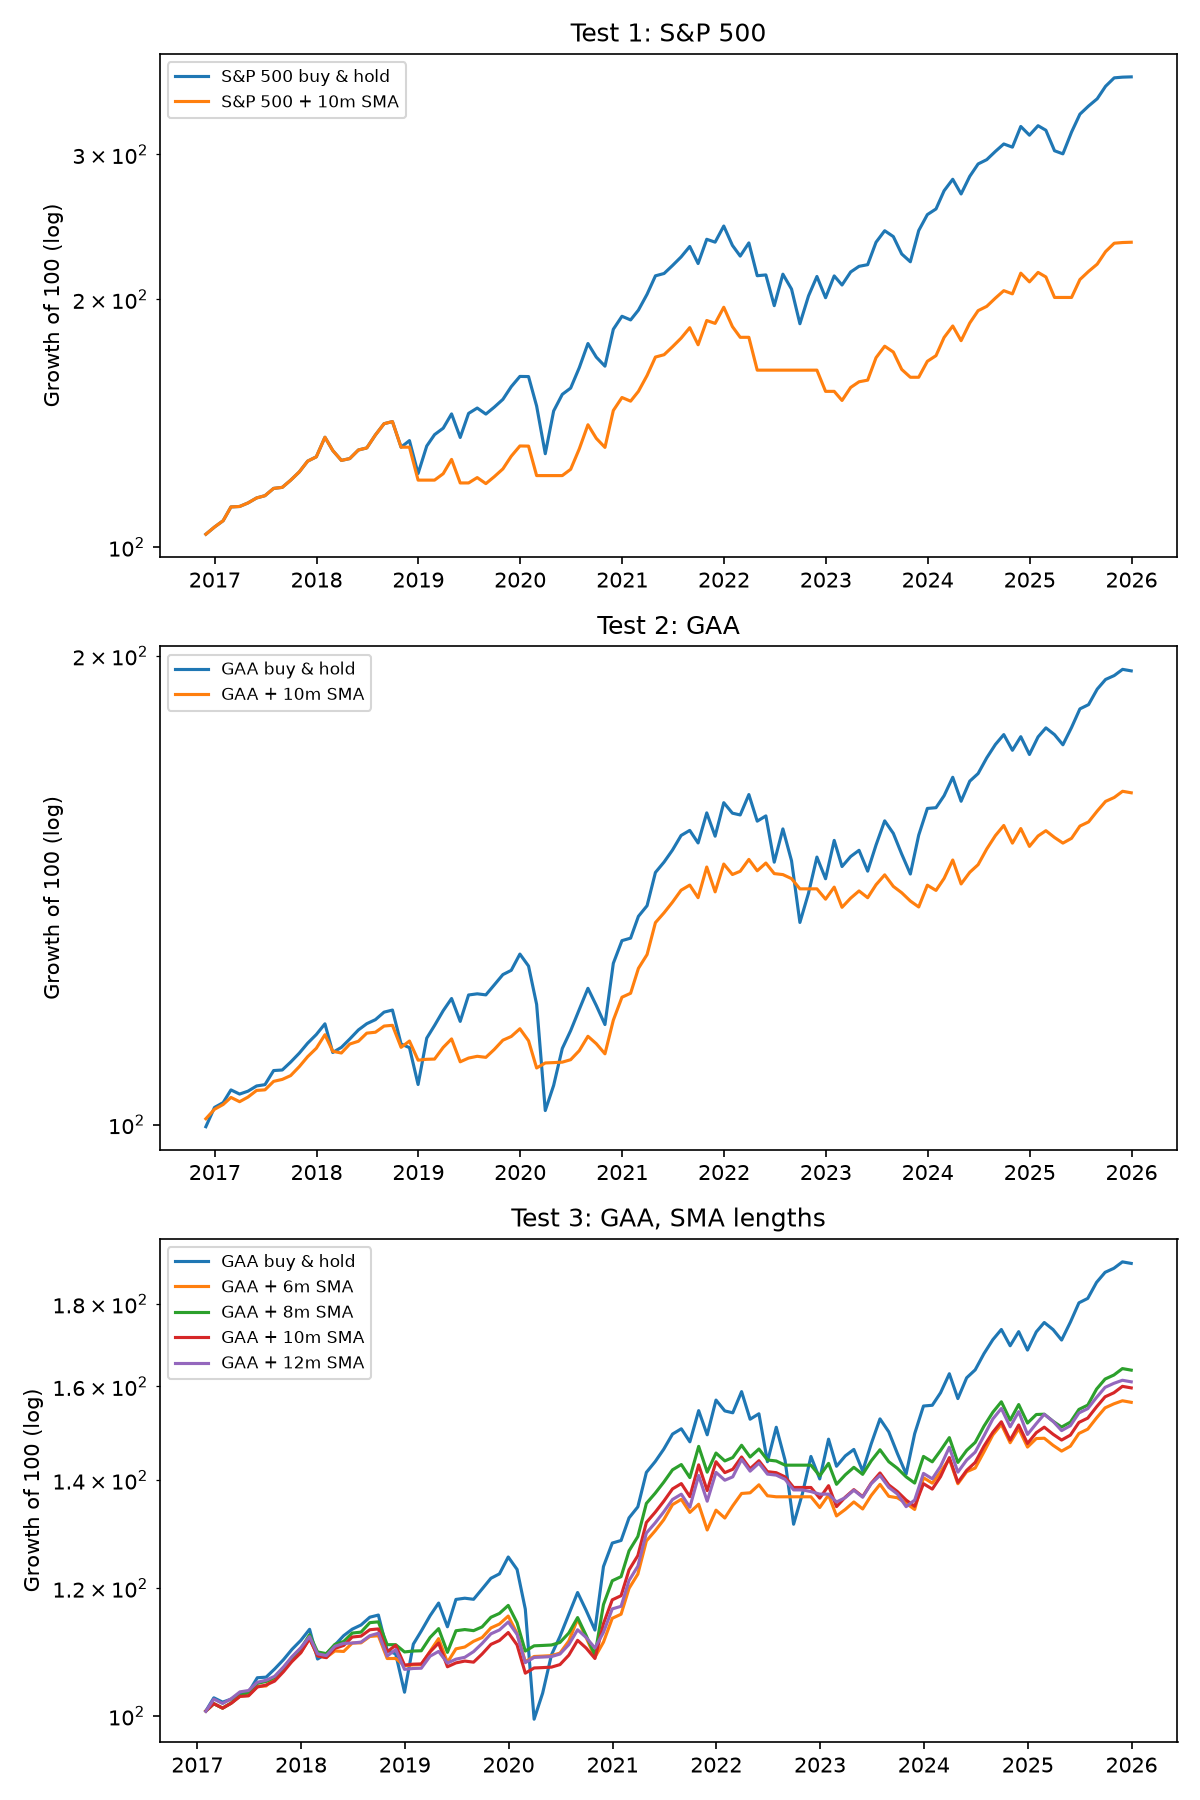 Test 1: S&P 500
S&P 500 buy & hold
S&P 500 + 10m SMA
Growth of 100 (log)
3 × 10²
2 × 10²
10²
2017 2018 2019 2020 2021 2022 2023 2024 2025 2026
Test 2: GAA
GAA buy & hold
GAA + 10m SMA
Growth of 100 (log)
2 × 10²
10²
2017 2018 2019 2020 2021 2022 2023 2024 2025 2026
Test 3: GAA, SMA lengths
GAA buy & hold
GAA + 6m SMA
GAA + 8m SMA
GAA + 10m SMA
GAA + 12m SMA
Growth of 100 (log)
1.8 × 10²
1.6 × 10²
1.4 × 10²
1.2 × 10²
10²
2017 2018 2019 2020 2021 2022 2023 2024 2025 2026